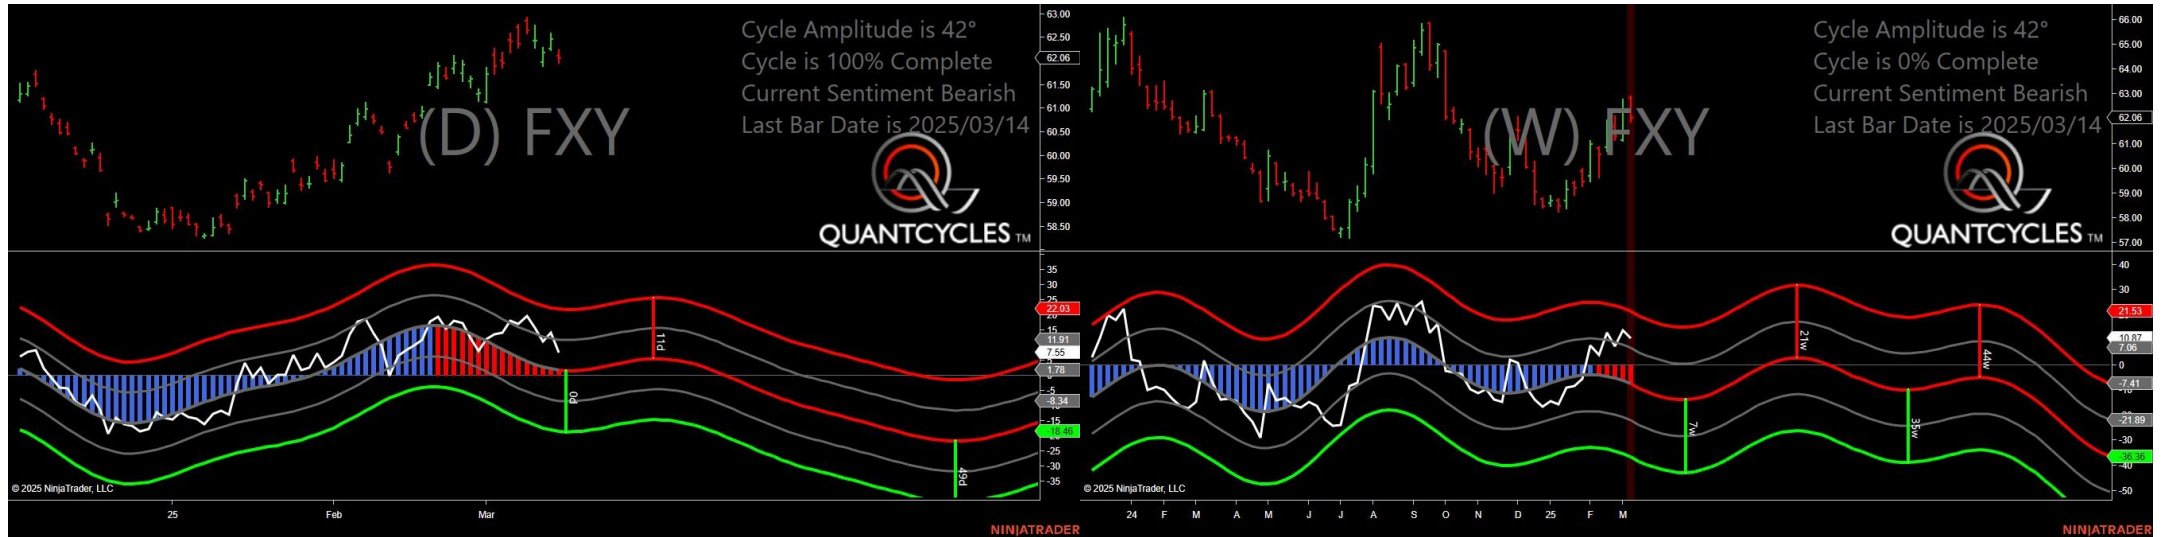 Cycle Amplitude is 42°
Cycle is 100% Complete
Current Sentiment Bearish
Last Bar Date is 2025/03/14
(D) FXY
QUANTCYCLES TM
63.00
62.50
62.06
61.50
61.00
60.50
60.00
59.50
59.00
58.50
35
30
25
22.03
15
11.91
7.55
1.78
-5
-8.34
-15
-18.46
-25
-30
-35
11d
0d
49d
© 2025 NinjaTrader, LLC
25
Feb
Mar
NINJATRADER
Cycle Amplitude is 42°
Cycle is 0% Complete
Current Sentiment Bearish
Last Bar Date is 2025/03/14
(W) FXY
QUANTCYCLES TM
66.00
65.00
64.00
63.00
62.06
61.00
60.00
59.00
58.00
57.00
40
30
21.53
10.87
7.06
0
-7.41
-21.89
-30
-36.36
-40
-50
21w
44w
7w
35w
© 2025 NinjaTrader, LLC
24 F M A M J J A S O N D 25 F M
NINJATRADER